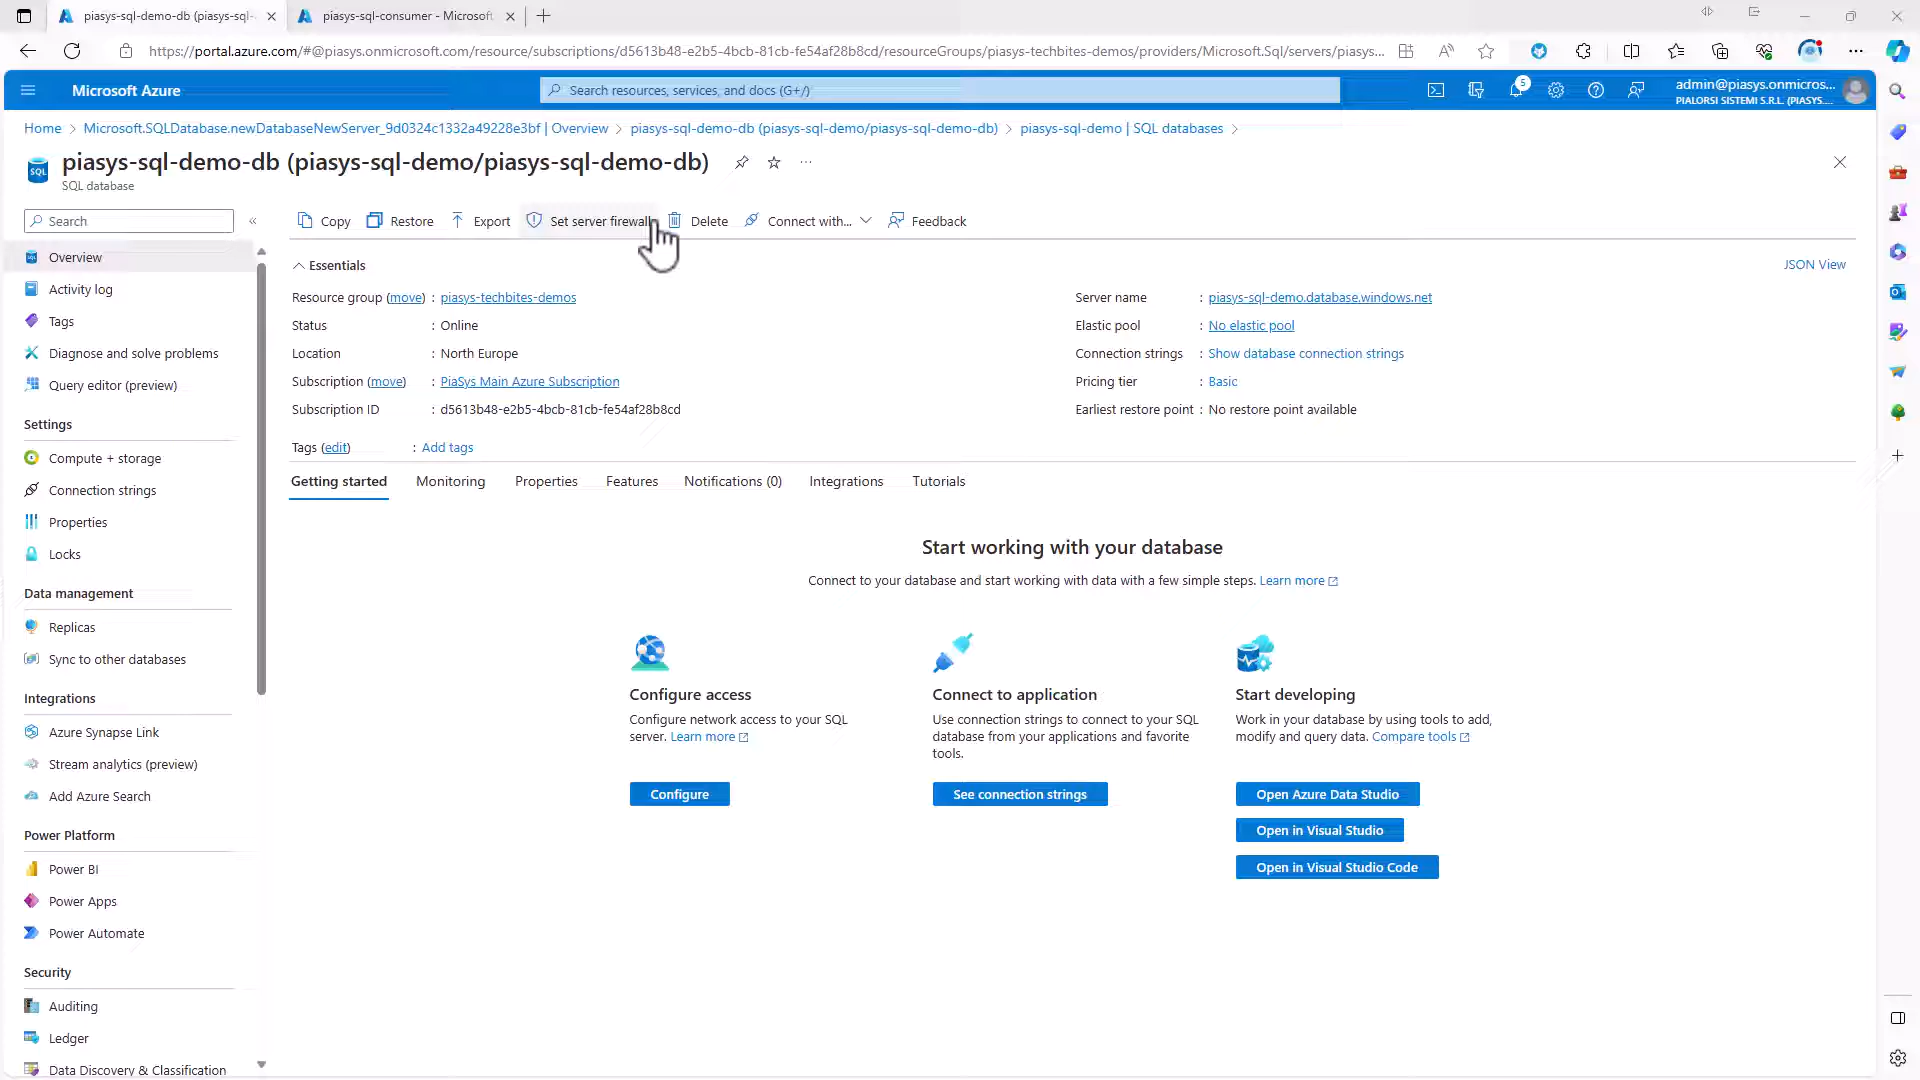 piasys-sql-demo-db (piasys-sql-
piasys-sql-consumer - Microsoft
https://portal.azure.com/#@piasys.onmicrosoft.com/resource/subscriptions/d5613b48-e2b5-4bcb-81cb-fe54af28b8cd/resourceGroups/piasys-techbites-demos/providers/Microsoft.Sql/servers/piasys...
Microsoft Azure
Search resources, services, and docs (G+/)
5
admin@piasys.onmicros...
PIALORSI SISTEMI S.R.L. (PIASYS....
Home > Microsoft.SQLDatabase.newDatabaseNewServer_9d0324c1332a49228e3bf | Overview > piasys-sql-demo-db (piasys-sql-demo/piasys-sql-demo-db) > piasys-sql-demo | SQL databases >
SQL
piasys-sql-demo-db (piasys-sql-demo/piasys-sql-demo-db)
SQL database
Search
Copy
Restore
Export
Set server firewall
Delete
Connect with...
Feedback
Overview
Activity log
Tags
Diagnose and solve problems
Query editor (preview)
Settings
Compute + storage
Connection strings
Properties
Locks
Data management
Replicas
Sync to other databases
Integrations
Azure Synapse Link
Stream analytics (preview)
Add Azure Search
Power Platform
Power BI
Power Apps
Power Automate
Security
Auditing
Ledger
Data Discovery & Classification
Essentials
JSON View
Resource group (move) : piasys-techbites-demos
Status : Online
Location : North Europe
Subscription (move) : PiaSys Main Azure Subscription
Subscription ID : d5613b48-e2b5-4bcb-81cb-fe54af28b8cd
Server name : piasys-sql-demo.database.windows.net
Elastic pool : No elastic pool
Connection strings : Show database connection strings
Pricing tier : Basic
Earliest restore point : No restore point available
Tags (edit) : Add tags
Getting started
Monitoring
Properties
Features
Notifications (0)
Integrations
Tutorials
Start working with your database
Connect to your database and start working with data with a few simple steps. Learn more
Configure access
Configure network access to your SQL
server. Learn more
Configure
Connect to application
Use connection strings to connect to your SQL
database from your applications and favorite
tools.
See connection strings
Start developing
Work in your database by using tools to add,
modify and query data. Compare tools
Open Azure Data Studio
Open in Visual Studio
Open in Visual Studio Code